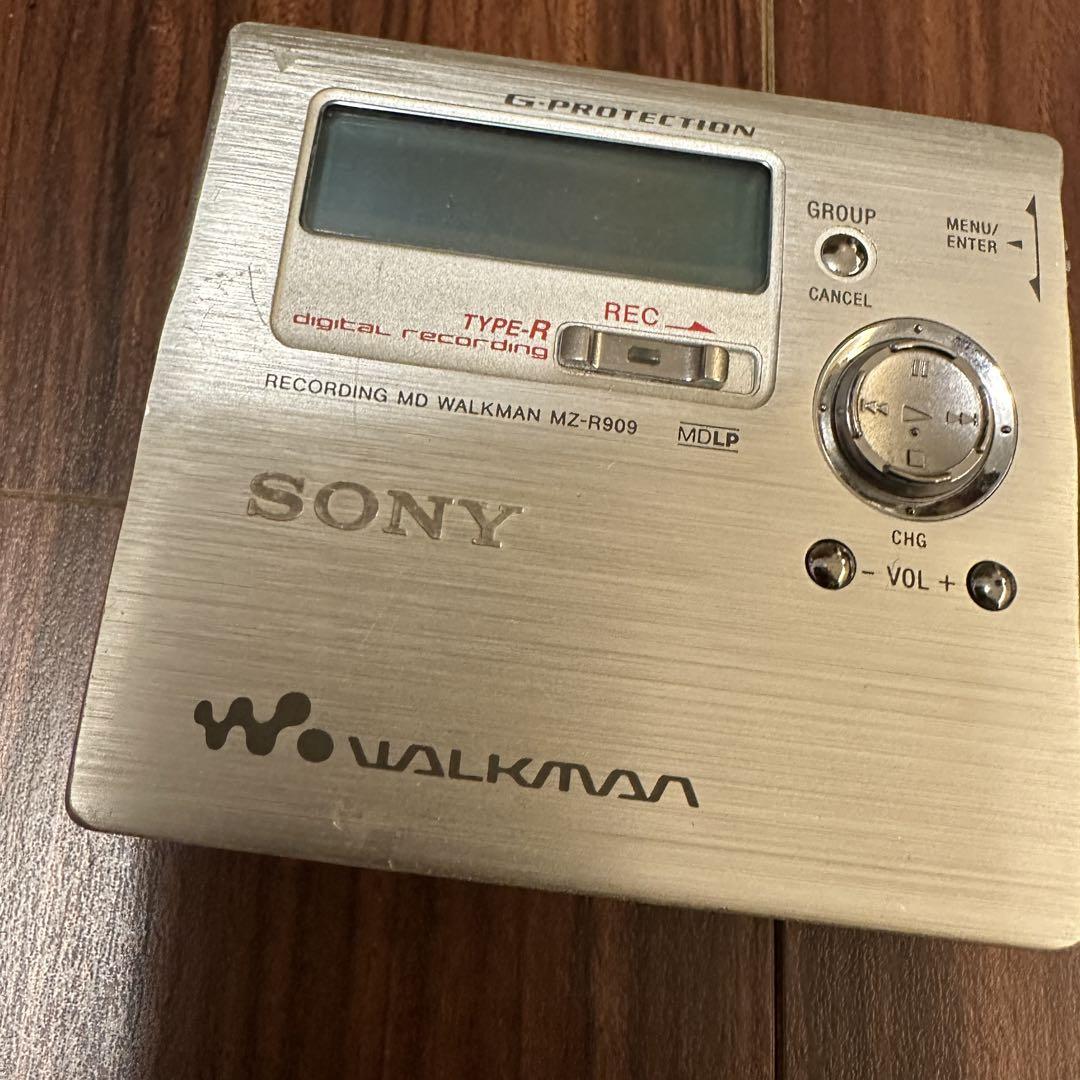 G-PROTECTION
GROUP
MENU/
ENTER
CANCEL
REC
TYPE-R
digital recording
RECORDING MD WALKMAN MZ-R909
MDLP
SONY
CHG
- VOL +
WALKMAN